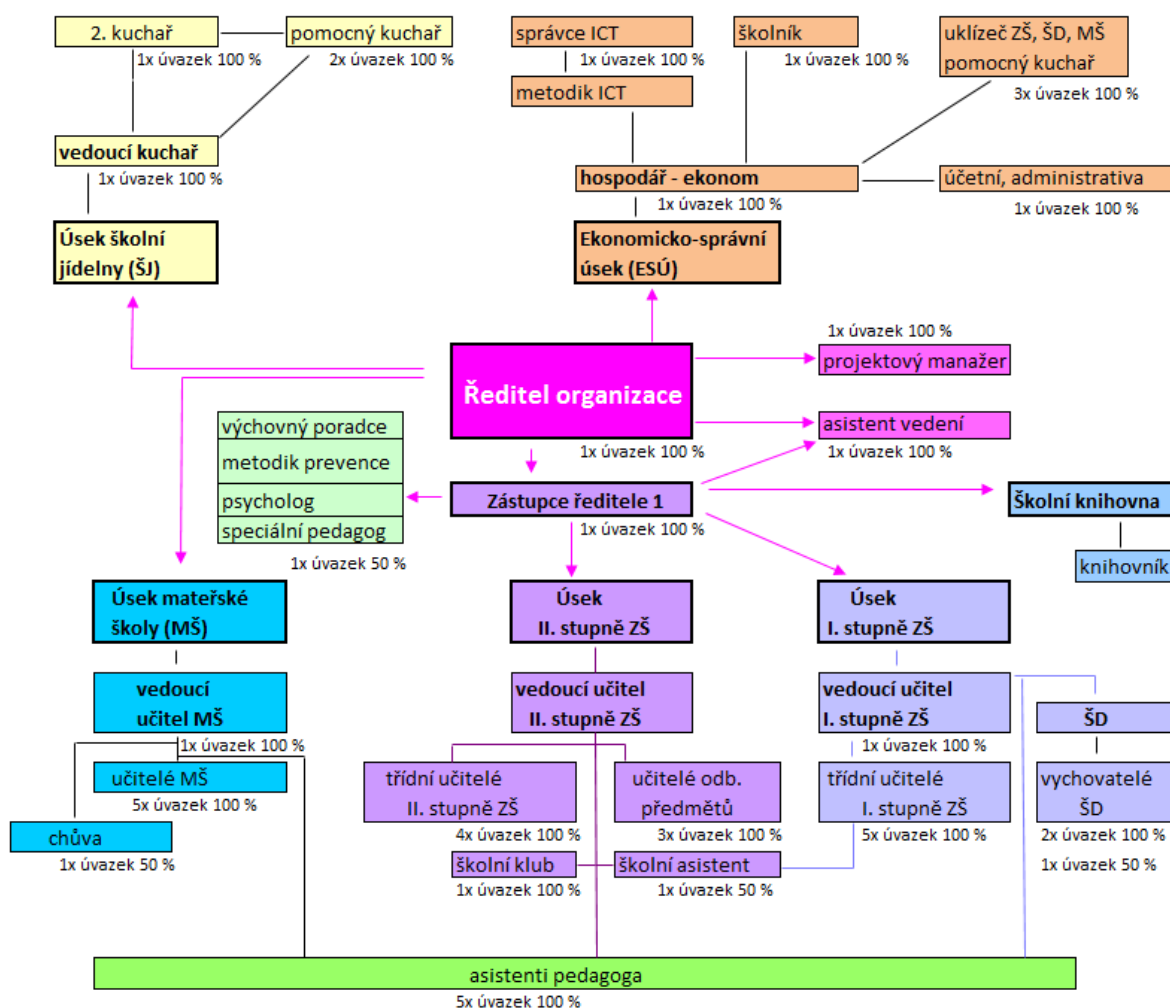 2. kuchař
1x úvazek 100 %
pomocný kuchař
2x úvazek 100 %
vedoucí kuchař
1x úvazek 100 %
Úsek školní
jídelny (ŠJ)
správce ICT
1x úvazek 100 %
metodik ICT
školník
1x úvazek 100 %
uklízeč ZŠ, ŠD, MŠ
pomocný kuchař
3x úvazek 100 %
hospodář - ekonom
1x úvazek 100 %
účetní, administrativa
1x úvazek 100 %
Ekonomicko-správní
úsek (ESÚ)
Ředitel organizace
1x úvazek 100 %
1x úvazek 100 %
projektový manažer
asistent vedení
1x úvazek 100 %
výchovný poradce
metodik prevence
psycholog
speciální pedagog
1x úvazek 50 %
Zástupce ředitele 1
1x úvazek 100 %
Školní knihovna
knihovník
Úsek mateřské
školy (MŠ)
vedoucí
učitel MŠ
1x úvazek 100 %
učitelé MŠ
5x úvazek 100 %
chůva
1x úvazek 50 %
Úsek
II. stupně ZŠ
vedoucí učitel
II. stupně ZŠ
třídní učitelé
II. stupně ZŠ
4x úvazek 100 %
učitelé odb.
předmětů
3x úvazek 100 %
školní klub
1x úvazek 100 %
školní asistent
1x úvazek 50 %
Úsek
I. stupně ZŠ
vedoucí učitel
I. stupně ZŠ
1x úvazek 100 %
třídní učitelé
I. stupně ZŠ
5x úvazek 100 %
ŠD
vychovatelé
ŠD
2x úvazek 100 %
1x úvazek 50 %
asistenti pedagoga
5x úvazek 100 %